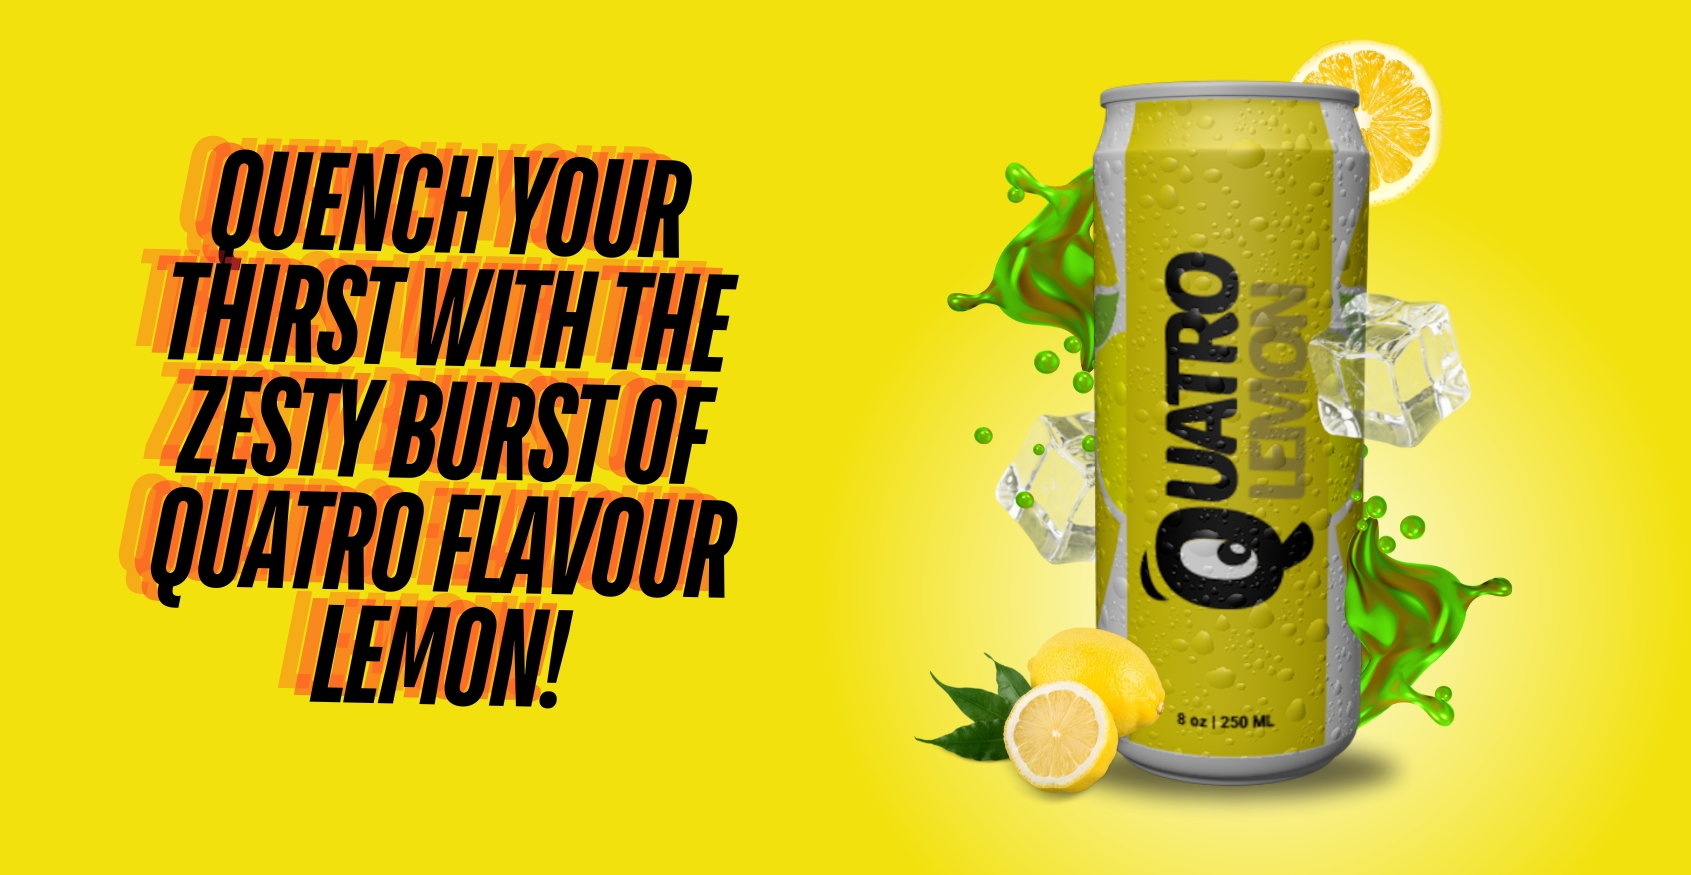 QUENCH YOUR
THIRST WITH THE
ZESTY BURST OF
QUATRO FLAVOUR
LEMON!
QUATRO
LEMON
8 oz | 250 ML